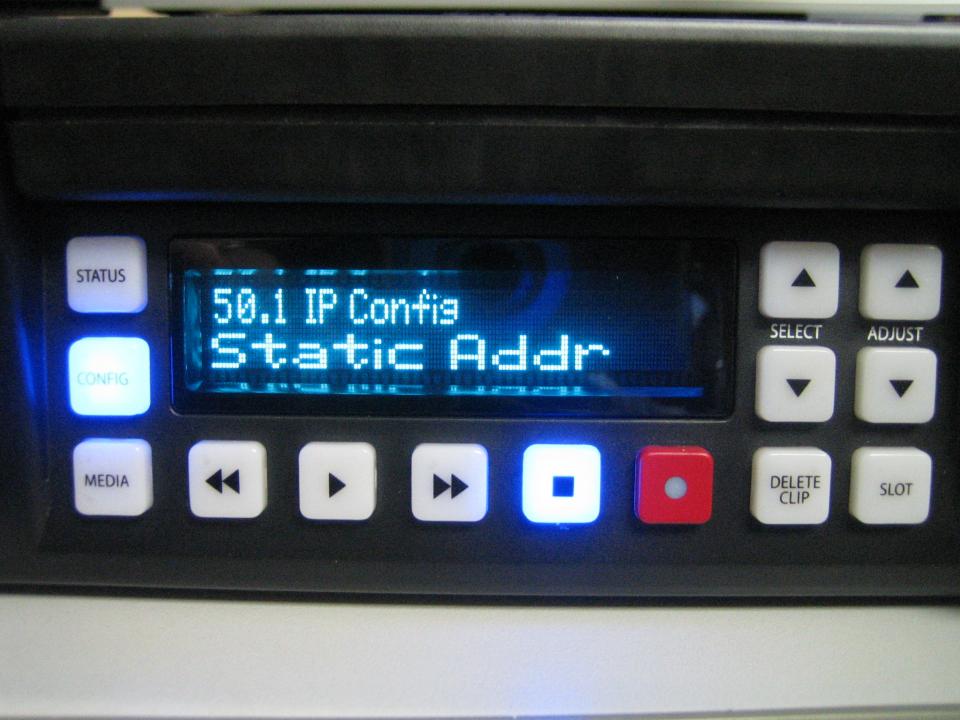 STATUS
50.1 IP Config
Static Addr
SELECT
ADJUST
CONFIG
MEDIA
DELETE
CLIP
SLOT